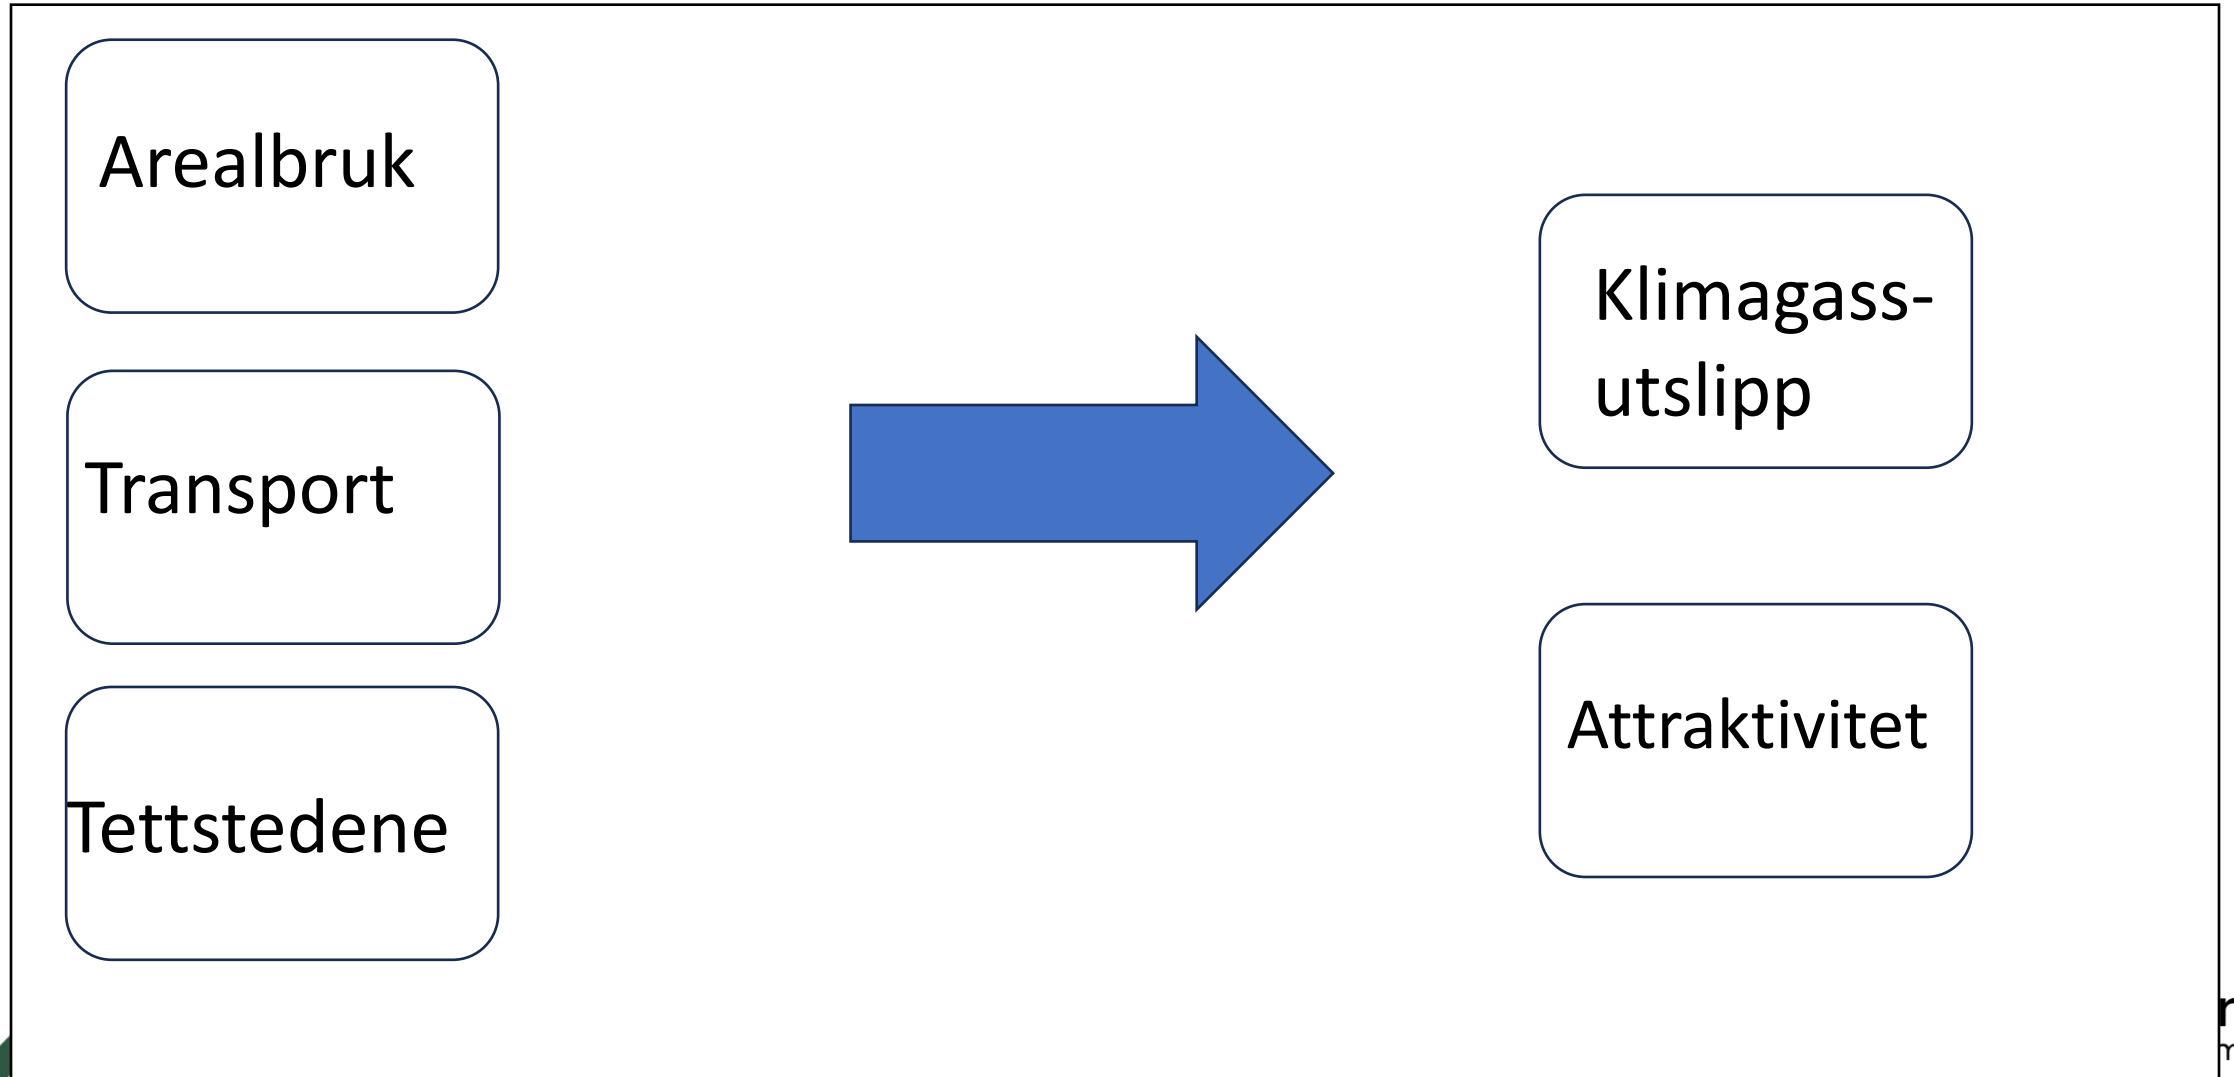 Arealbruk
Transport
Tettstedene
Klimagass-
utslipp
Attraktivitet